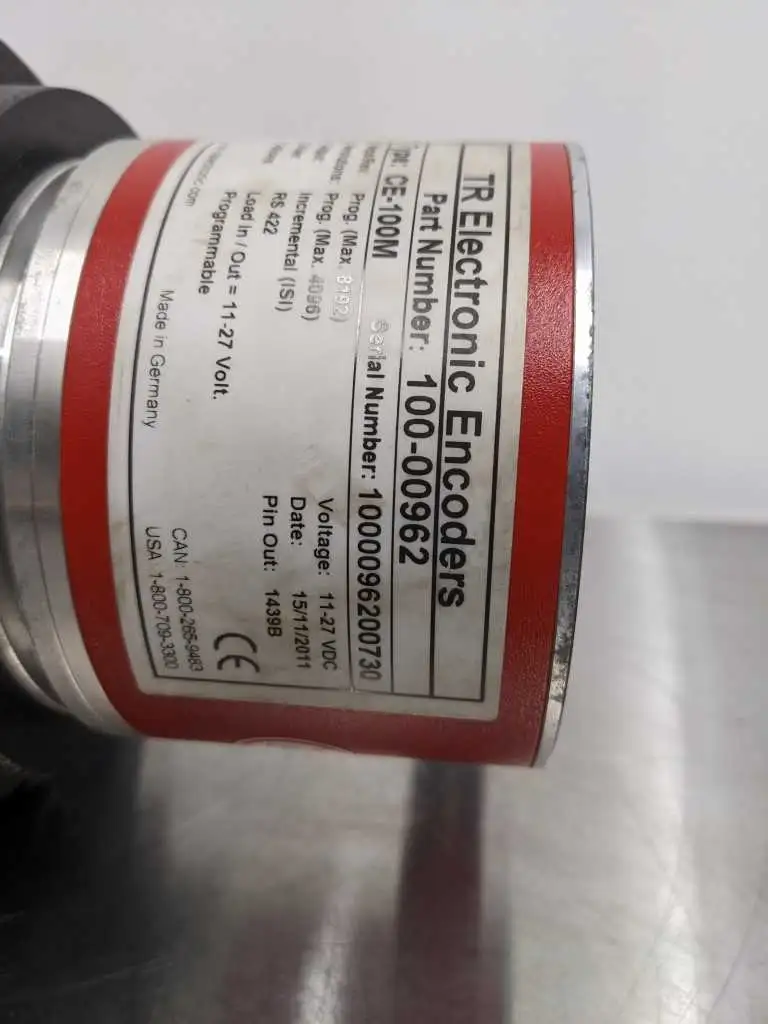 TR Electronic Encoders
Part Number: 100-00962
CE-100M Serial Number: 10000096200730
Prog. (Max. 8192) Voltage: 11-27 VDC
Prog. (Max. 4096) Date: 15/11/2011
Incremental (ISI) Pin Out: 1439B
RS 422
Load In / Out = 11-27 Volt.
Programmable
CE
Made in Germany
CAN: 1-800-265-9483
USA: 1-800-709-3300